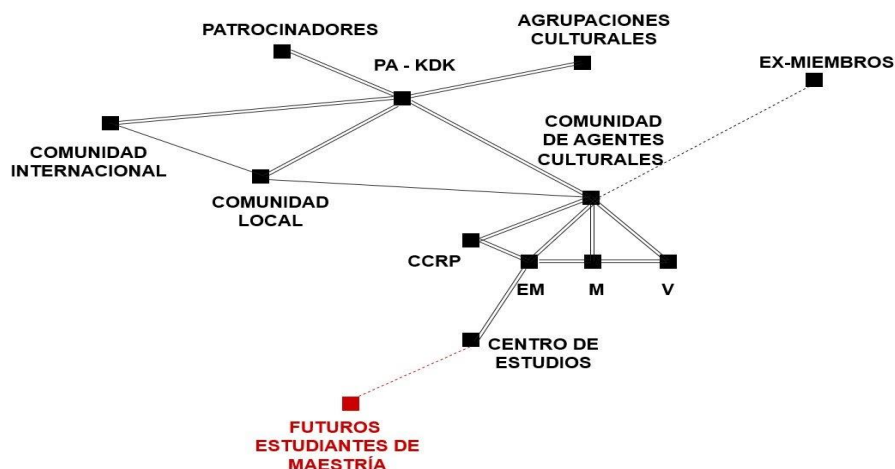 PATROCINADORES
AGRUPACIONES
CULTURALES
PA - KDK
EX-MIEMBROS
COMUNIDAD
INTERNACIONAL
COMUNIDAD
DE AGENTES
CULTURALES
COMUNIDAD
LOCAL
CCRP
EM
M
V
CENTRO DE
ESTUDIOS
FUTUROS
ESTUDIANTES DE
MAESTRÍA